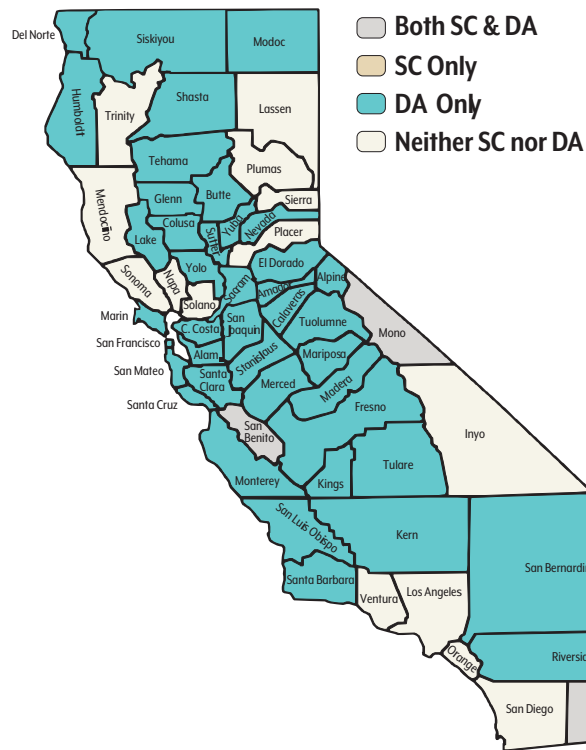 Both SC & DA
SC Only
DA Only
Neither SC nor DA
Del Norte
Siskiyou
Modoc
Humboldt
Trinity
Shasta
Lassen
Tehama
Plumas
Mendocino
Glenn
Butte
Sierra
Colusa
Sutter
Yuba
Nevada
Placer
Lake
Sonoma
Napa
Yolo
El Dorado
Solano
Sacram
Amador
Alpine
Marin
C. Costa
San
Joaquin
Calaveras
Tuolumne
Mono
San Francisco
Alam
Stanislaus
Mariposa
San Mateo
Santa
Clara
Merced
Madera
Santa Cruz
Fresno
San
Benito
Inyo
Monterey
Kings
Tulare
San Luis Obispo
Kern
San Bernardin
Santa Barbara
Ventura
Los Angeles
Orange
Riversid
San Diego